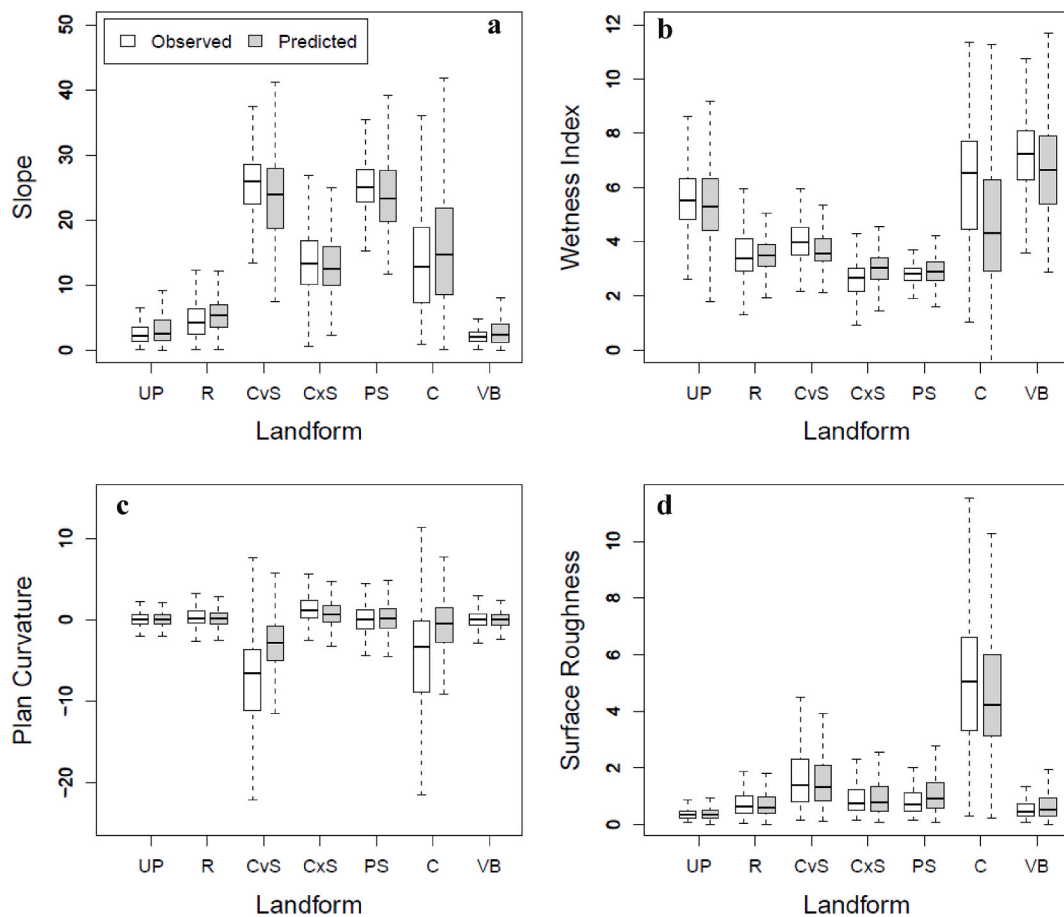 a
Observed Predicted
Slope
50
40
30
20
10
0
UP R CvS CxS PS C VB
Landform
b
Wetness Index
12
10
8
6
4
2
0
UP R CvS CxS PS C VB
Landform
c
Plan Curvature
10
0
−10
−20
UP R CvS CxS PS C VB
Landform
d
Surface Roughness
10
8
6
4
2
0
UP R CvS CxS PS C VB
Landform